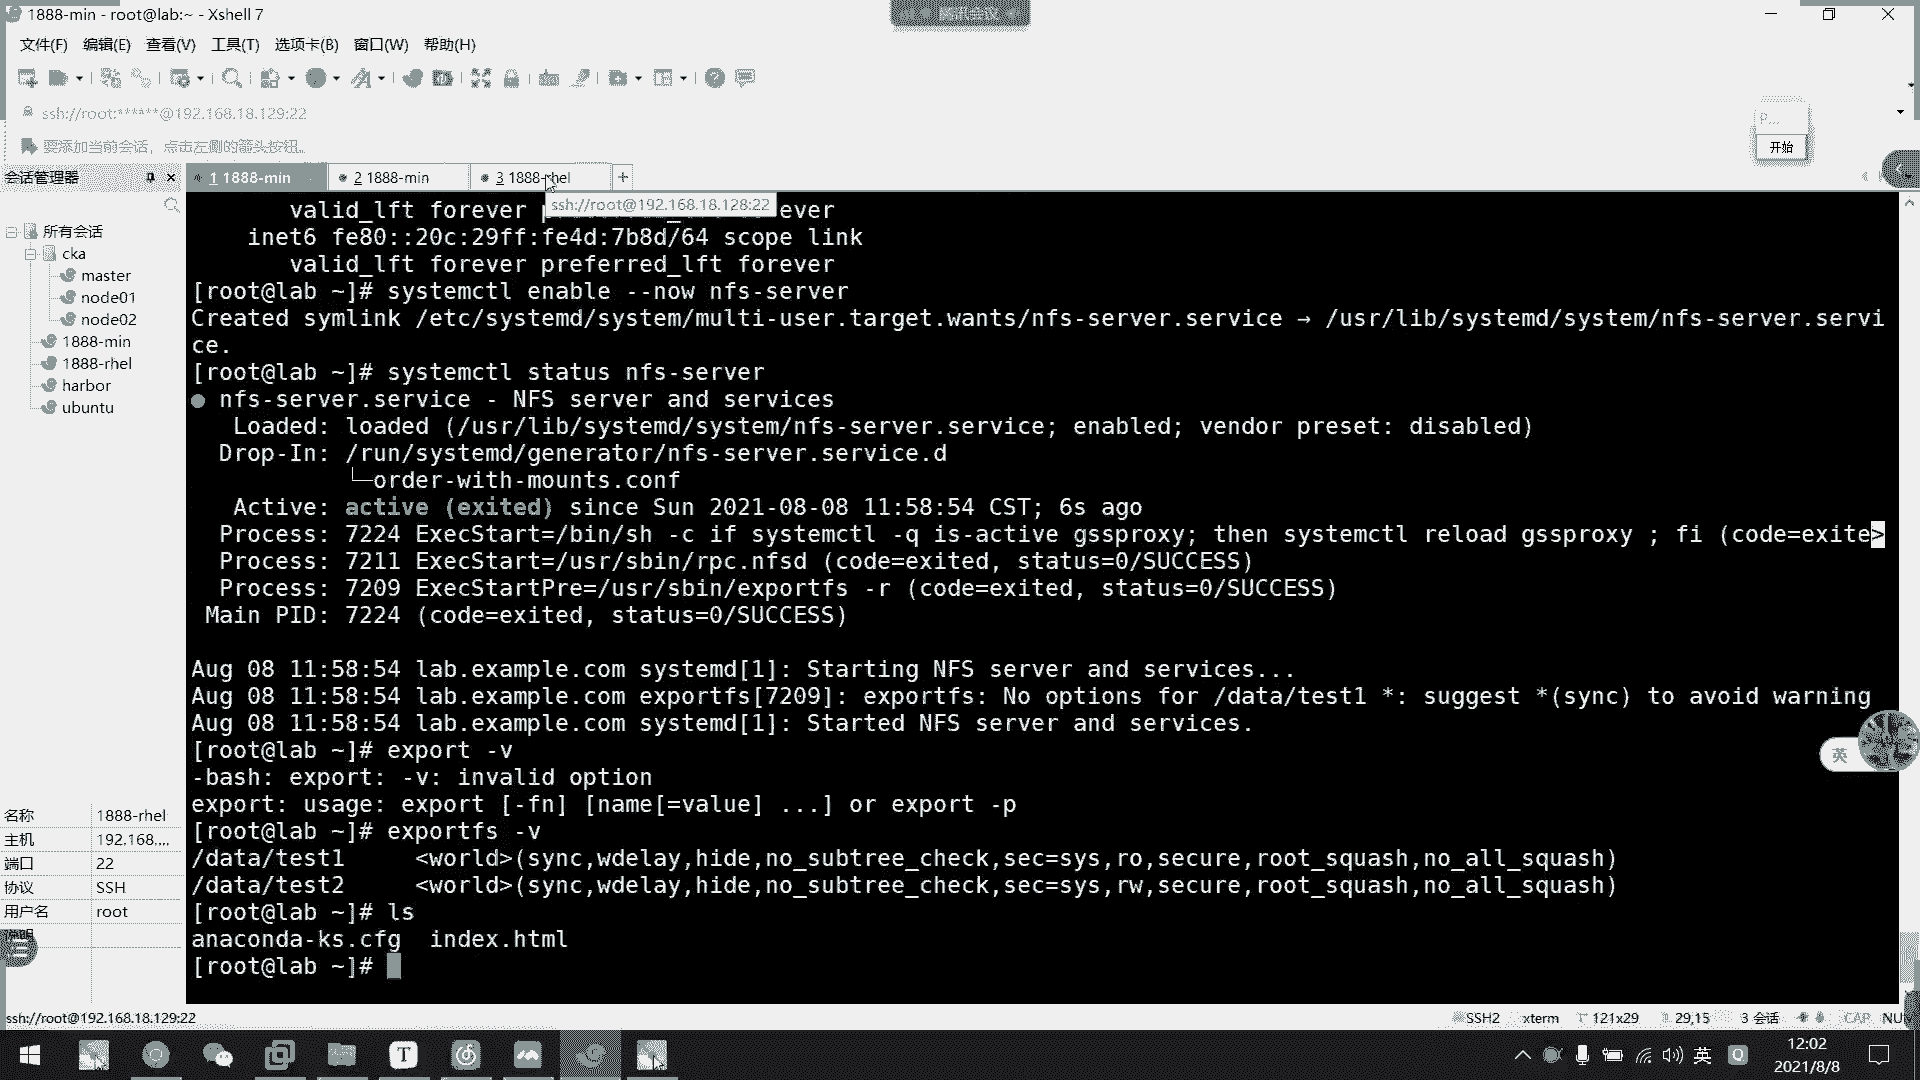 1888-min - root@lab:~ - Xshell 7
腾讯会议
文件(F) 编辑(E) 查看(V) 工具(T) 选项卡(B) 窗口(W) 帮助(H)
ssh://root:******@192.168.18.129:22
P...
要添加当前会话，点击左侧的箭头按钮。
开始
会话管理器
1 1888-min
2 1888-min
3 1888-rhel
+
ssh://root@192.168.18.128:22
所有会话
cka
master
node01
node02
1888-min
1888-rhel
harbor
ubuntu
名称 1888-rhel
主机 192.168,...
端口 22
协议 SSH
用户名 root
说明
valid_lft forever p ever
inet6 fe80::20c:29ff:fe4d:7b8d/64 scope link
valid_lft forever preferred_lft forever
[root@lab ~]# systemctl enable --now nfs-server
Created symlink /etc/systemd/system/multi-user.target.wants/nfs-server.service → /usr/lib/systemd/system/nfs-server.servi
ce.
[root@lab ~]# systemctl status nfs-server
● nfs-server.service - NFS server and services
Loaded: loaded (/usr/lib/systemd/system/nfs-server.service; enabled; vendor preset: disabled)
Drop-In: /run/systemd/generator/nfs-server.service.d
└─order-with-mounts.conf
Active: active (exited) since Sun 2021-08-08 11:58:54 CST; 6s ago
Process: 7224 ExecStart=/bin/sh -c if systemctl -q is-active gssproxy; then systemctl reload gssproxy ; fi (code=exite>
Process: 7211 ExecStart=/usr/sbin/rpc.nfsd (code=exited, status=0/SUCCESS)
Process: 7209 ExecStartPre=/usr/sbin/exportfs -r (code=exited, status=0/SUCCESS)
Main PID: 7224 (code=exited, status=0/SUCCESS)
Aug 08 11:58:54 lab.example.com systemd[1]: Starting NFS server and services...
Aug 08 11:58:54 lab.example.com exportfs[7209]: exportfs: No options for /data/test1 *: suggest *(sync) to avoid warning
Aug 08 11:58:54 lab.example.com systemd[1]: Started NFS server and services.
[root@lab ~]# export -v
-bash: export: -v: invalid option
export: usage: export [-fn] [name[=value] ...] or export -p
[root@lab ~]# exportfs -v
/data/test1 <world>(sync,wdelay,hide,no_subtree_check,sec=sys,ro,secure,root_squash,no_all_squash)
/data/test2 <world>(sync,wdelay,hide,no_subtree_check,sec=sys,rw,secure,root_squash,no_all_squash)
[root@lab ~]# ls
anaconda-ks.cfg index.html
[root@lab ~]#
英
ssh://root@192.168.18.129:22
SSH2 xterm 121x29 29,15 3 会话 CAP NUM
英 12:02
2021/8/8